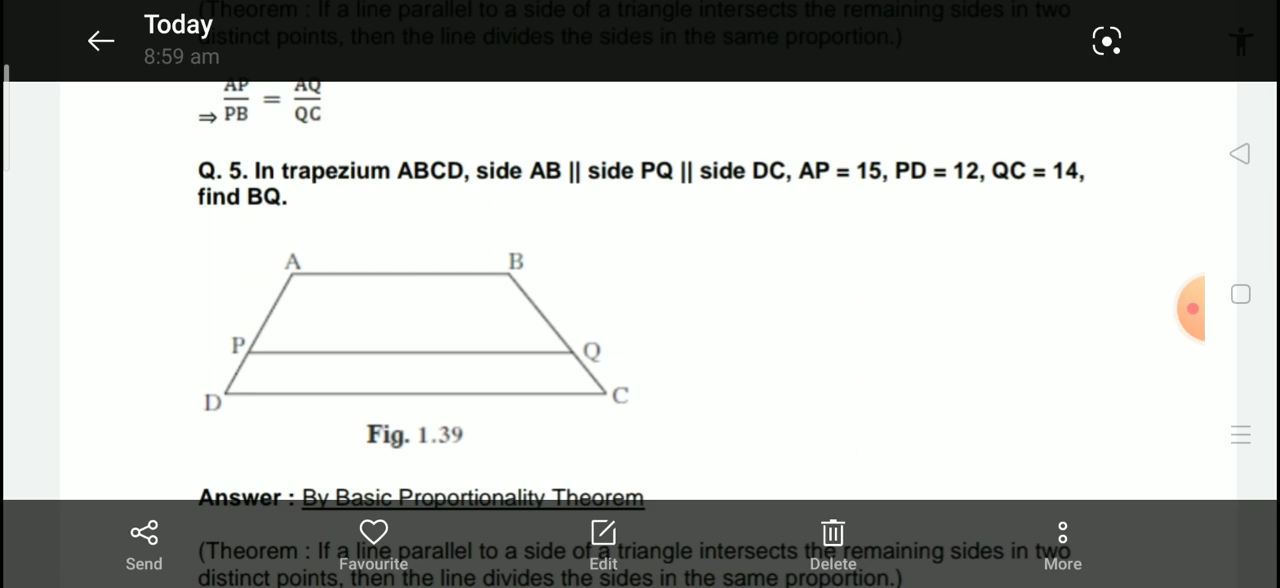 (Theorem : If a line parallel to a side of a triangle intersects the remaining sides in two
Today
distinct points, then the line divides the sides in the same proportion.)
8:59 am
AP AQ
=
⇒ PB QC
Q. 5. In trapezium ABCD, side AB || side PQ || side DC, AP = 15, PD = 12, QC = 14,
find BQ.
A B
P Q
D C
Fig. 1.39
Answer : By Basic Proportionality Theorem
(Theorem : If a line parallel to a side of a triangle intersects the remaining sides in two
Send Favourite Edit Delete More
distinct points, then the line divides the sides in the same proportion.)